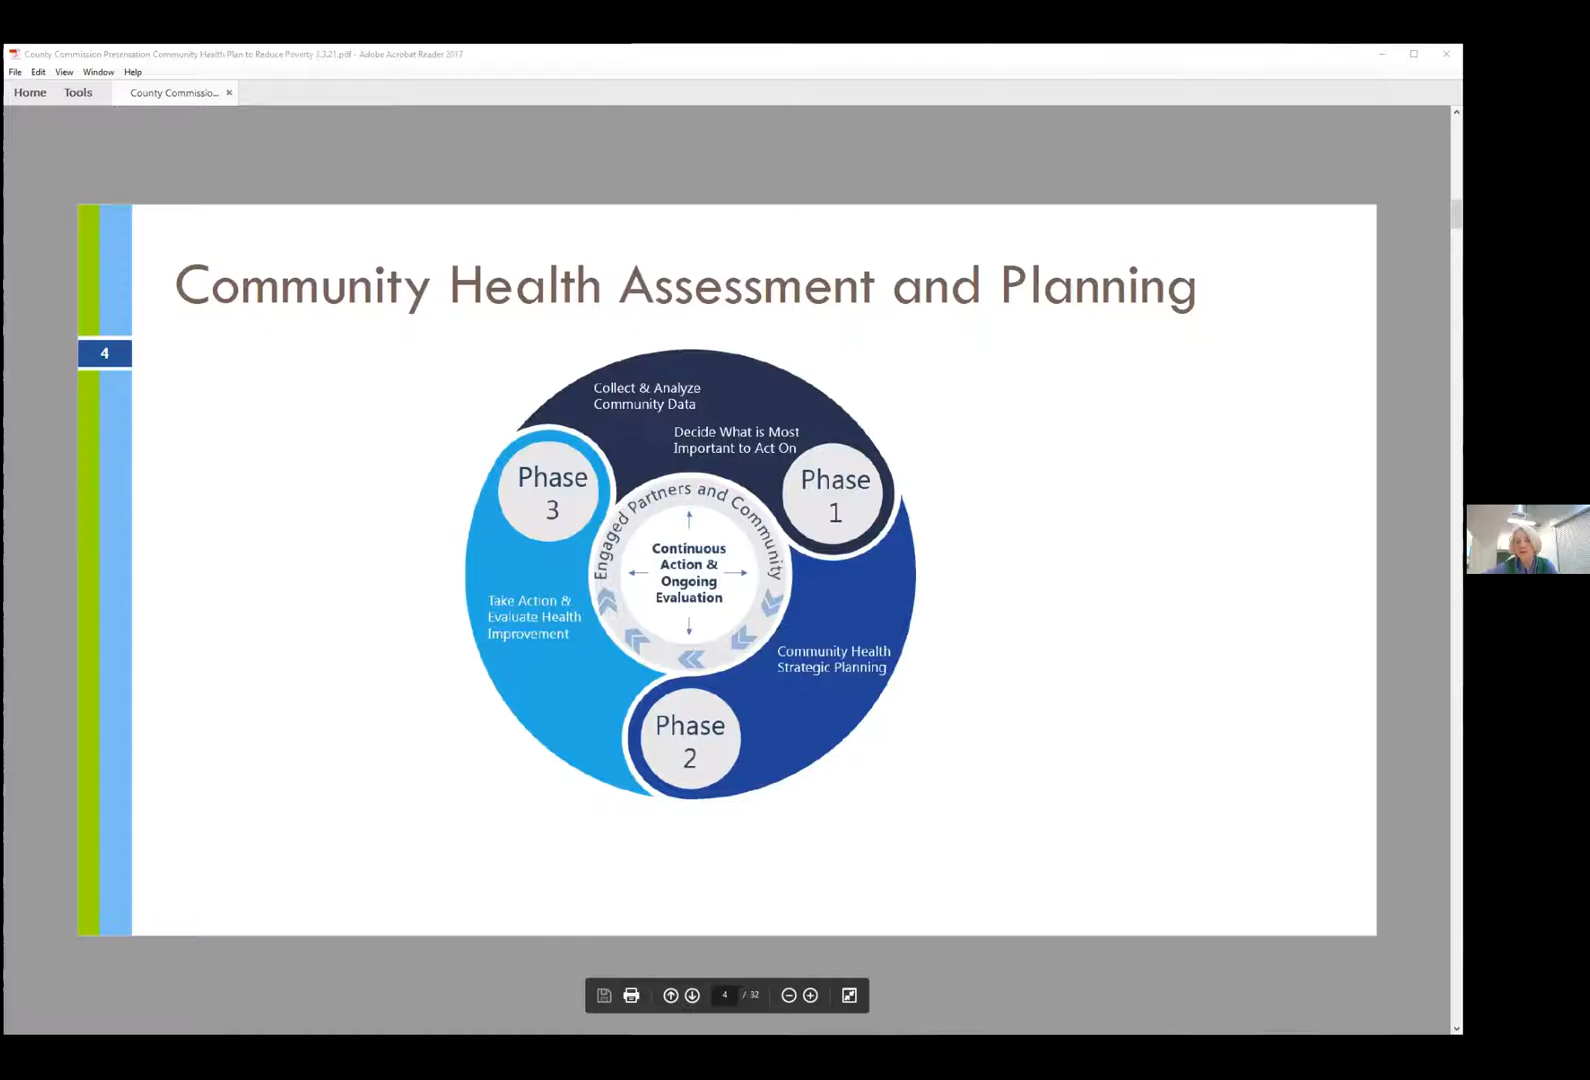 County Commission Presentation Community Health Plan to Reduce Poverty 3.3.21.pdf - Adobe Acrobat Reader 2017
File Edit View Window Help
Home Tools County Commissio... ×
Community Health Assessment and Planning
4
Collect & Analyze
Community Data
Decide What is Most
Important to Act On
Phase
1
Phase
3
Engaged Partners and Community
Continuous
Action &
Ongoing
Evaluation
Take Action &
Evaluate Health
Improvement
Community Health
Strategic Planning
Phase
2
4 / 32